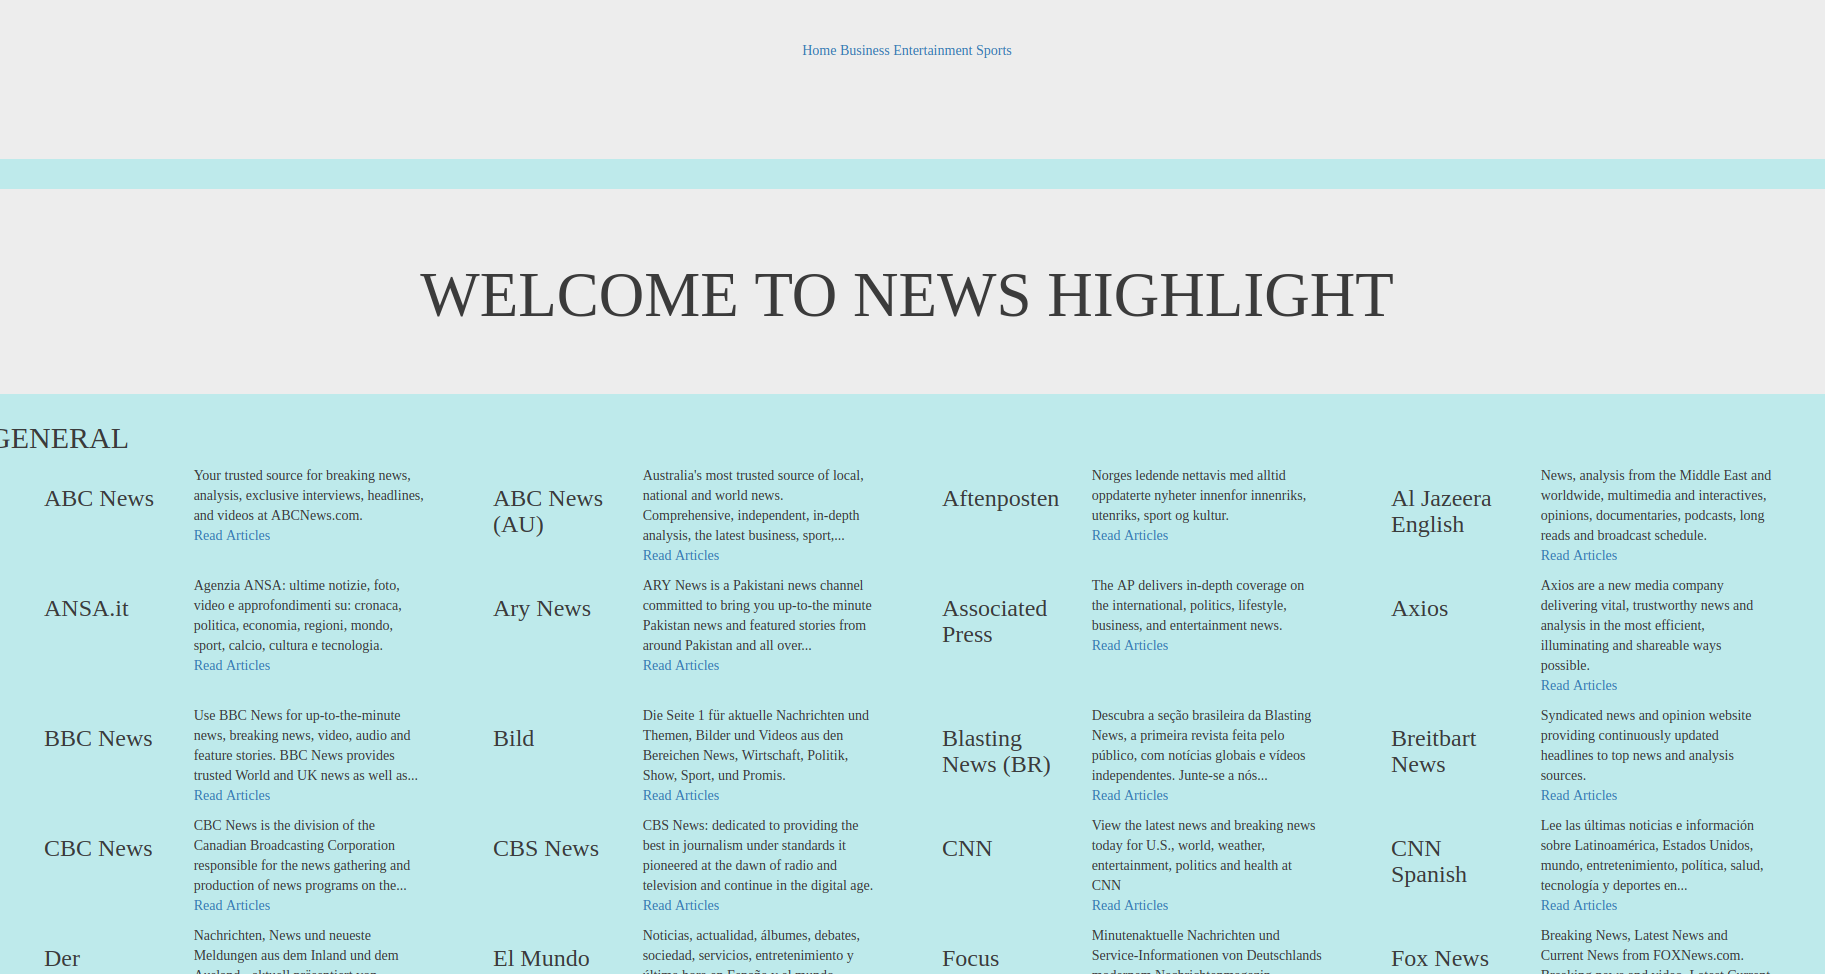 Home Business Entertainment Sports
WELCOME TO NEWS HIGHLIGHT
GENERAL
ABC News
Your trusted source for breaking news,
analysis, exclusive interviews, headlines,
and videos at ABCNews.com.
Read Articles
ABC News
(AU)
Australia's most trusted source of local,
national and world news.
Comprehensive, independent, in-depth
analysis, the latest business, sport,...
Read Articles
Aftenposten
Norges ledende nettavis med alltid
oppdaterte nyheter innenfor innenriks,
utenriks, sport og kultur.
Read Articles
Al Jazeera
English
News, analysis from the Middle East and
worldwide, multimedia and interactives,
opinions, documentaries, podcasts, long
reads and broadcast schedule.
Read Articles
ANSA.it
Agenzia ANSA: ultime notizie, foto,
video e approfondimenti su: cronaca,
politica, economia, regioni, mondo,
sport, calcio, cultura e tecnologia.
Read Articles
Ary News
ARY News is a Pakistani news channel
committed to bring you up-to-the minute
Pakistan news and featured stories from
around Pakistan and all over...
Read Articles
Associated
Press
The AP delivers in-depth coverage on
the international, politics, lifestyle,
business, and entertainment news.
Read Articles
Axios
Axios are a new media company
delivering vital, trustworthy news and
analysis in the most efficient,
illuminating and shareable ways
possible.
Read Articles
BBC News
Use BBC News for up-to-the-minute
news, breaking news, video, audio and
feature stories. BBC News provides
trusted World and UK news as well as...
Read Articles
Bild
Die Seite 1 für aktuelle Nachrichten und
Themen, Bilder und Videos aus den
Bereichen News, Wirtschaft, Politik,
Show, Sport, und Promis.
Read Articles
Blasting
News (BR)
Descubra a seção brasileira da Blasting
News, a primeira revista feita pelo
público, com notícias globais e vídeos
independentes. Junte-se a nós...
Read Articles
Breitbart
News
Syndicated news and opinion website
providing continuously updated
headlines to top news and analysis
sources.
Read Articles
CBC News
CBC News is the division of the
Canadian Broadcasting Corporation
responsible for the news gathering and
production of news programs on the...
Read Articles
CBS News
CBS News: dedicated to providing the
best in journalism under standards it
pioneered at the dawn of radio and
television and continue in the digital age.
Read Articles
CNN
View the latest news and breaking news
today for U.S., world, weather,
entertainment, politics and health at
CNN
Read Articles
CNN
Spanish
Lee las últimas noticias e información
sobre Latinoamérica, Estados Unidos,
mundo, entretenimiento, política, salud,
tecnología y deportes en...
Read Articles
Der
Nachrichten, News und neueste
Meldungen aus dem Inland und dem
El Mundo
Noticias, actualidad, álbumes, debates,
sociedad, servicios, entretenimiento y
Focus
Minutenaktuelle Nachrichten und
Service-Informationen von Deutschlands
Fox News
Breaking News, Latest News and
Current News from FOXNews.com.